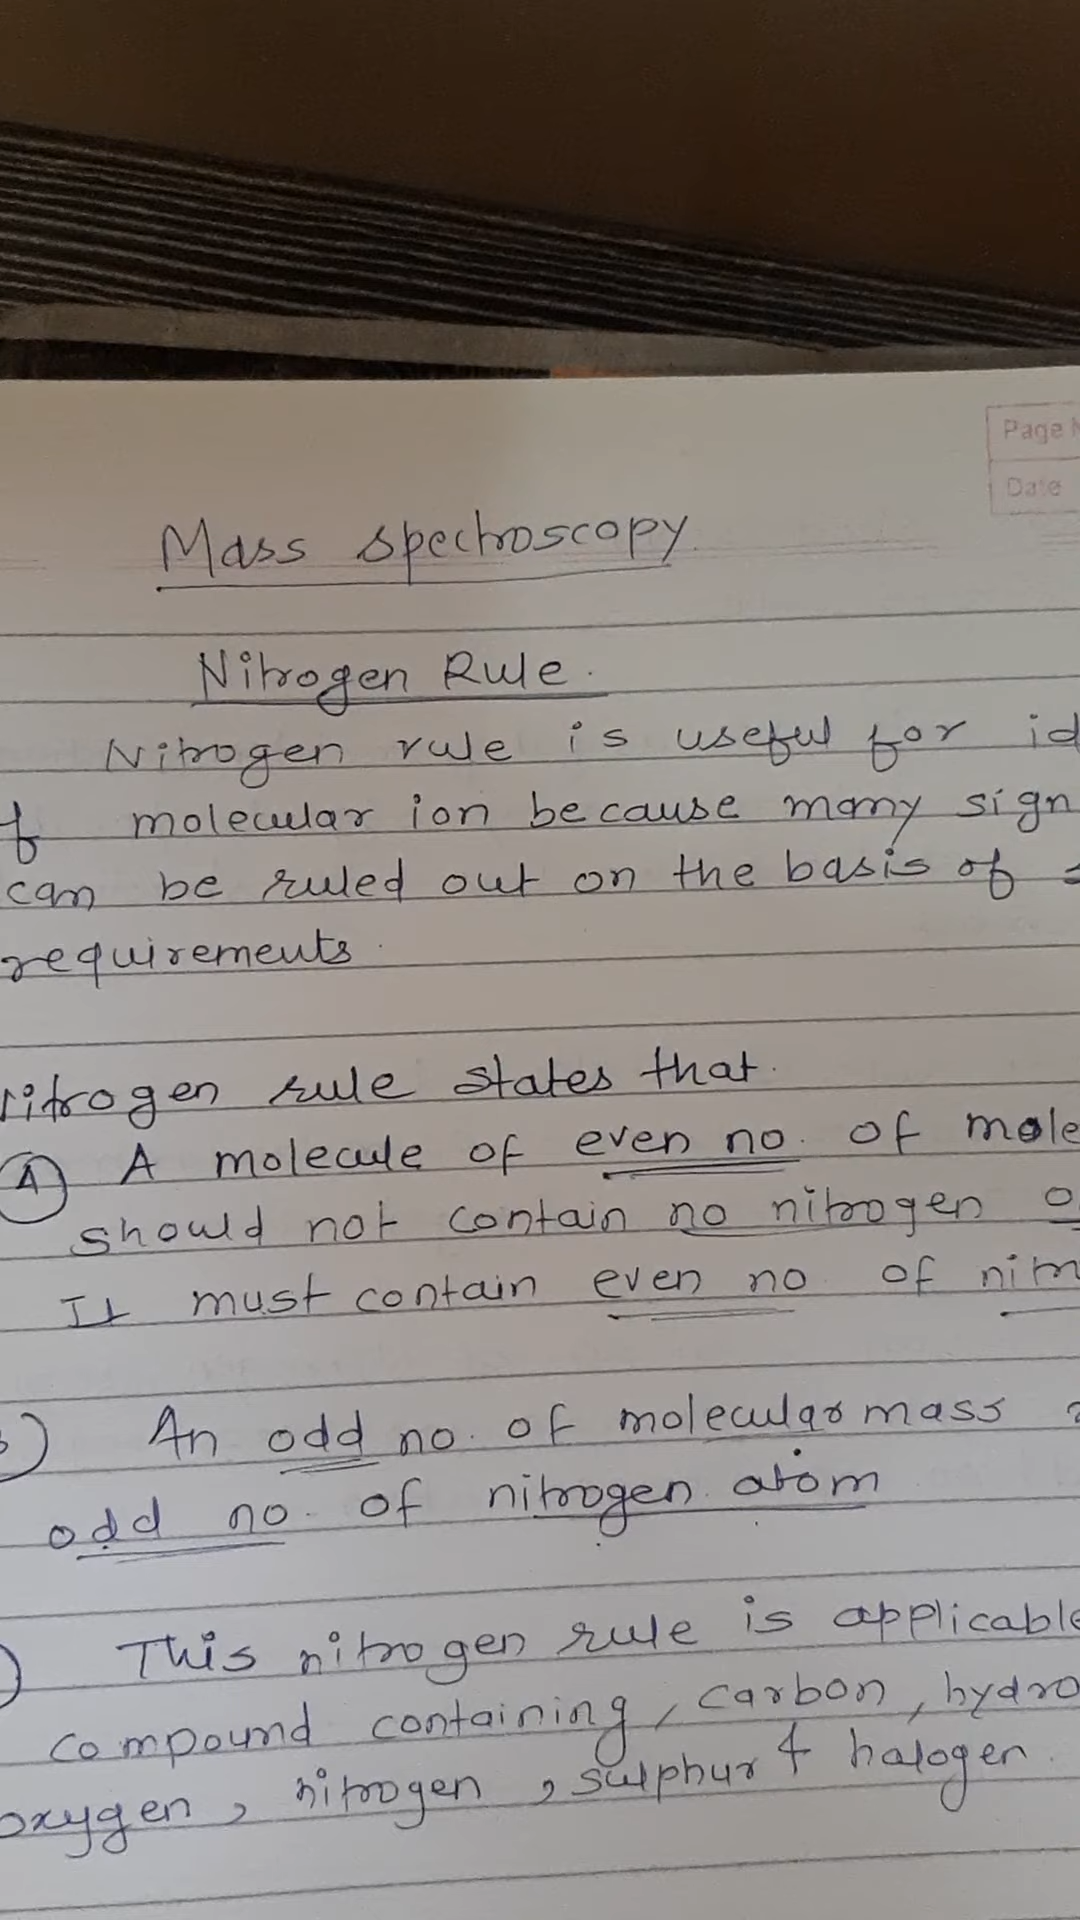 Page N
Date
Mass spectroscopy.
Nitrogen Rule.
Nitrogen rule is useful for id
f molecular ion because many sign
can be ruled out on the basis of s
requirements.
nitrogen rule states that.
A A molecule of even no. of mole
should not contain no nitrogen o
It must contain even no of nitr
) An odd no. of molecular mass
odd no. of nitrogen atom
) This nitrogen rule is applicable
compound containing, carbon, hydro
oxygen, nitrogen, sulphur & halogen.